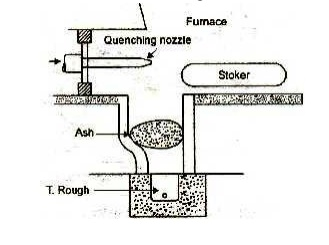 Furnace
Quenching nozzle
Stoker
Ash
T. Rough